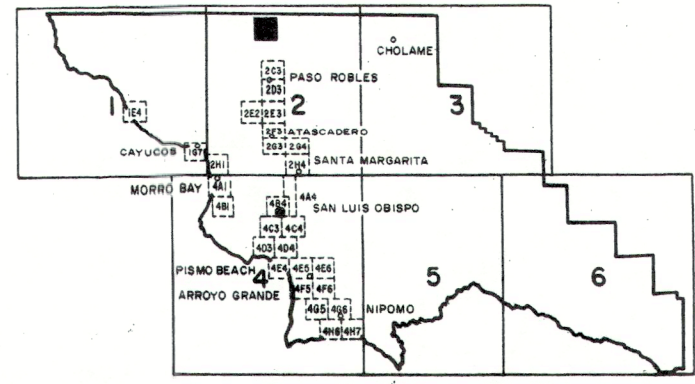 CHOLAME
2C3 PASO ROBLES
2D3
1 1E4 2E2 2E3 2 3
2F3 ATASCADERO
2G3 2G4
CAYUCOS 1G7
2H1 2H4 SANTA MARGARITA
MORRO BAY 4A1 4A4
4B1 4B4 SAN LUIS OBISPO
4C3 4C4
4D3 4D4
PISMO BEACH 4 4E4 4E5 4E6 5 6
ARROYO GRANDE 4F5 4F6
4G5 4G6 NIPOMO
4H6 4H7